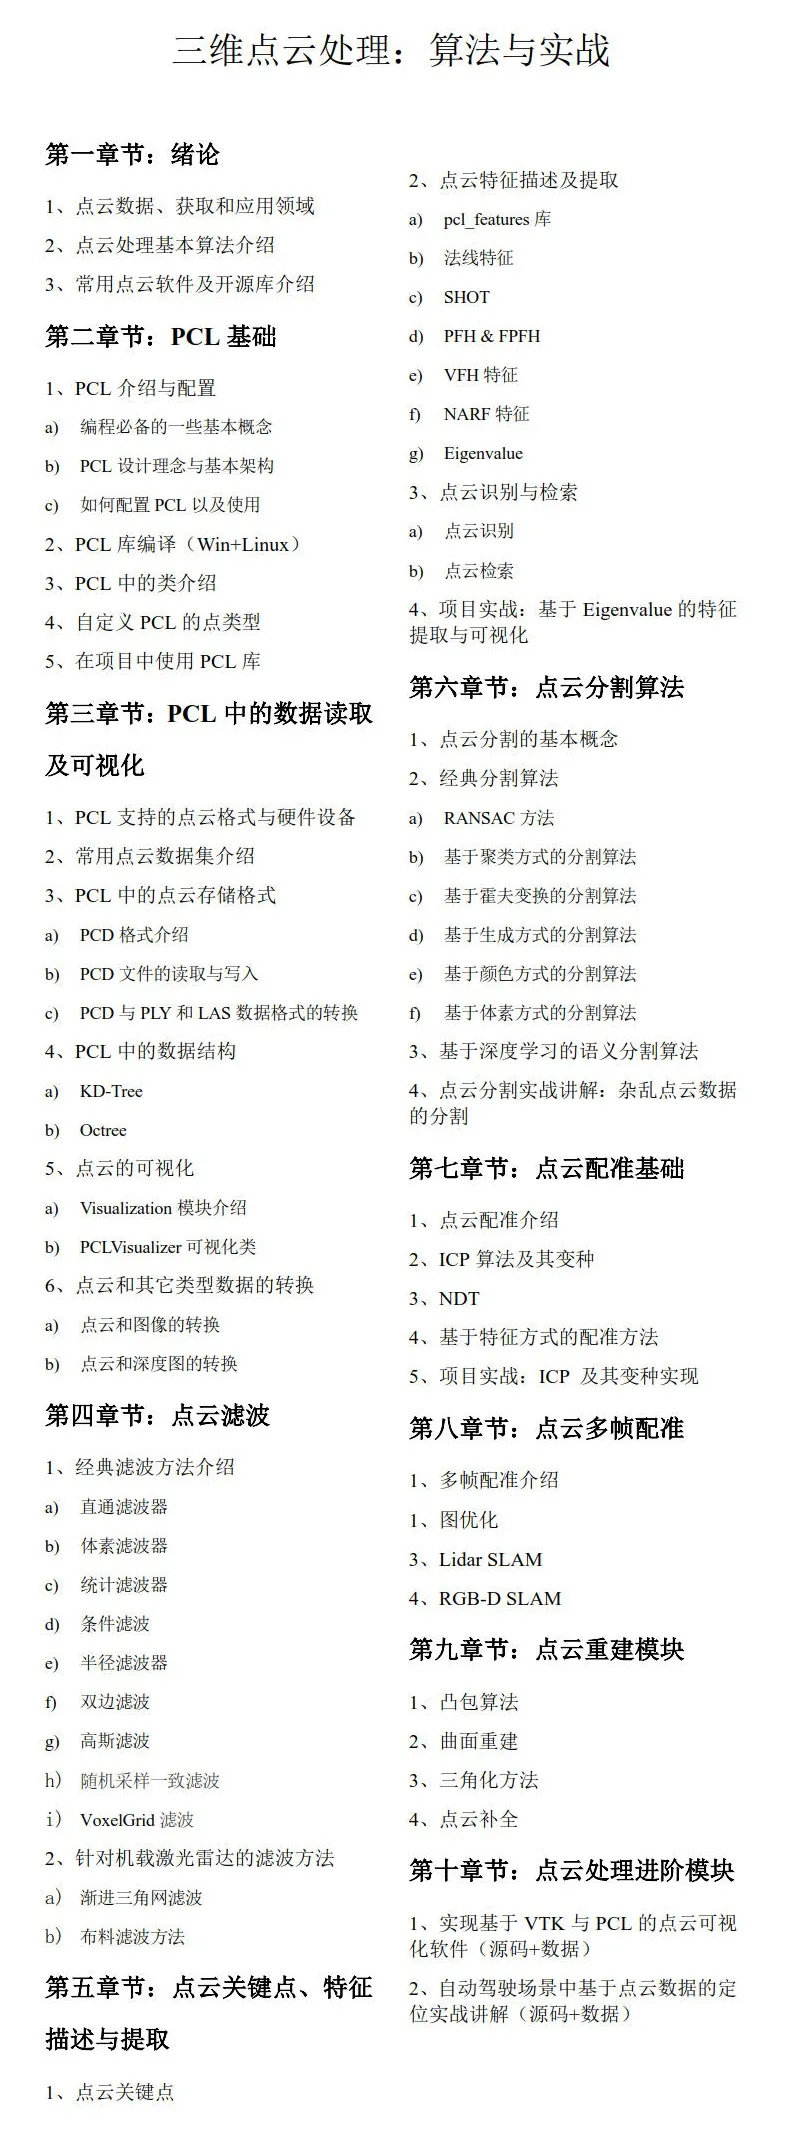 三维点云处理：算法与实战
第一章节：绪论
1、点云数据、获取和应用领域
2、点云处理基本算法介绍
3、常用点云软件及开源库介绍
第二章节：PCL 基础
1、PCL 介绍与配置
a) 编程必备的一些基本概念
b) PCL 设计理念与基本架构
c) 如何配置 PCL 以及使用
2、PCL 库编译（Win+Linux）
3、PCL 中的类介绍
4、自定义 PCL 的点类型
5、在项目中使用 PCL 库
第三章节：PCL 中的数据读取
及可视化
1、PCL 支持的点云格式与硬件设备
2、常用点云数据集介绍
3、PCL 中的点云存储格式
a) PCD 格式介绍
b) PCD 文件的读取与写入
c) PCD 与 PLY 和 LAS 数据格式的转换
4、PCL 中的数据结构
a) KD-Tree
b) Octree
5、点云的可视化
a) Visualization 模块介绍
b) PCLVisualizer 可视化类
6、点云和其它类型数据的转换
a) 点云和图像的转换
b) 点云和深度图的转换
第四章节：点云滤波
1、经典滤波方法介绍
a) 直通滤波器
b) 体素滤波器
c) 统计滤波器
d) 条件滤波
e) 半径滤波器
f) 双边滤波
g) 高斯滤波
h) 随机采样一致滤波
i) VoxelGrid 滤波
2、针对机载激光雷达的滤波方法
a) 渐进三角网滤波
b) 布料滤波方法
第五章节：点云关键点、特征
描述与提取
1、点云关键点
2、点云特征描述及提取
a) pcl_features 库
b) 法线特征
c) SHOT
d) PFH & FPFH
e) VFH 特征
f) NARF 特征
g) Eigenvalue
3、点云识别与检索
a) 点云识别
b) 点云检索
4、项目实战：基于 Eigenvalue 的特征
提取与可视化
第六章节：点云分割算法
1、点云分割的基本概念
2、经典分割算法
a) RANSAC 方法
b) 基于聚类方式的分割算法
c) 基于霍夫变换的分割算法
d) 基于生成方式的分割算法
e) 基于颜色方式的分割算法
f) 基于体素方式的分割算法
3、基于深度学习的语义分割算法
4、点云分割实战讲解：杂乱点云数据
的分割
第七章节：点云配准基础
1、点云配准介绍
2、ICP 算法及其变种
3、NDT
4、基于特征方式的配准方法
5、项目实战：ICP 及其变种实现
第八章节：点云多帧配准
1、多帧配准介绍
1、图优化
3、Lidar SLAM
4、RGB-D SLAM
第九章节：点云重建模块
1、凸包算法
2、曲面重建
3、三角化方法
4、点云补全
第十章节：点云处理进阶模块
1、实现基于 VTK 与 PCL 的点云可视
化软件（源码+数据）
2、自动驾驶场景中基于点云数据的定
位实战讲解（源码+数据）